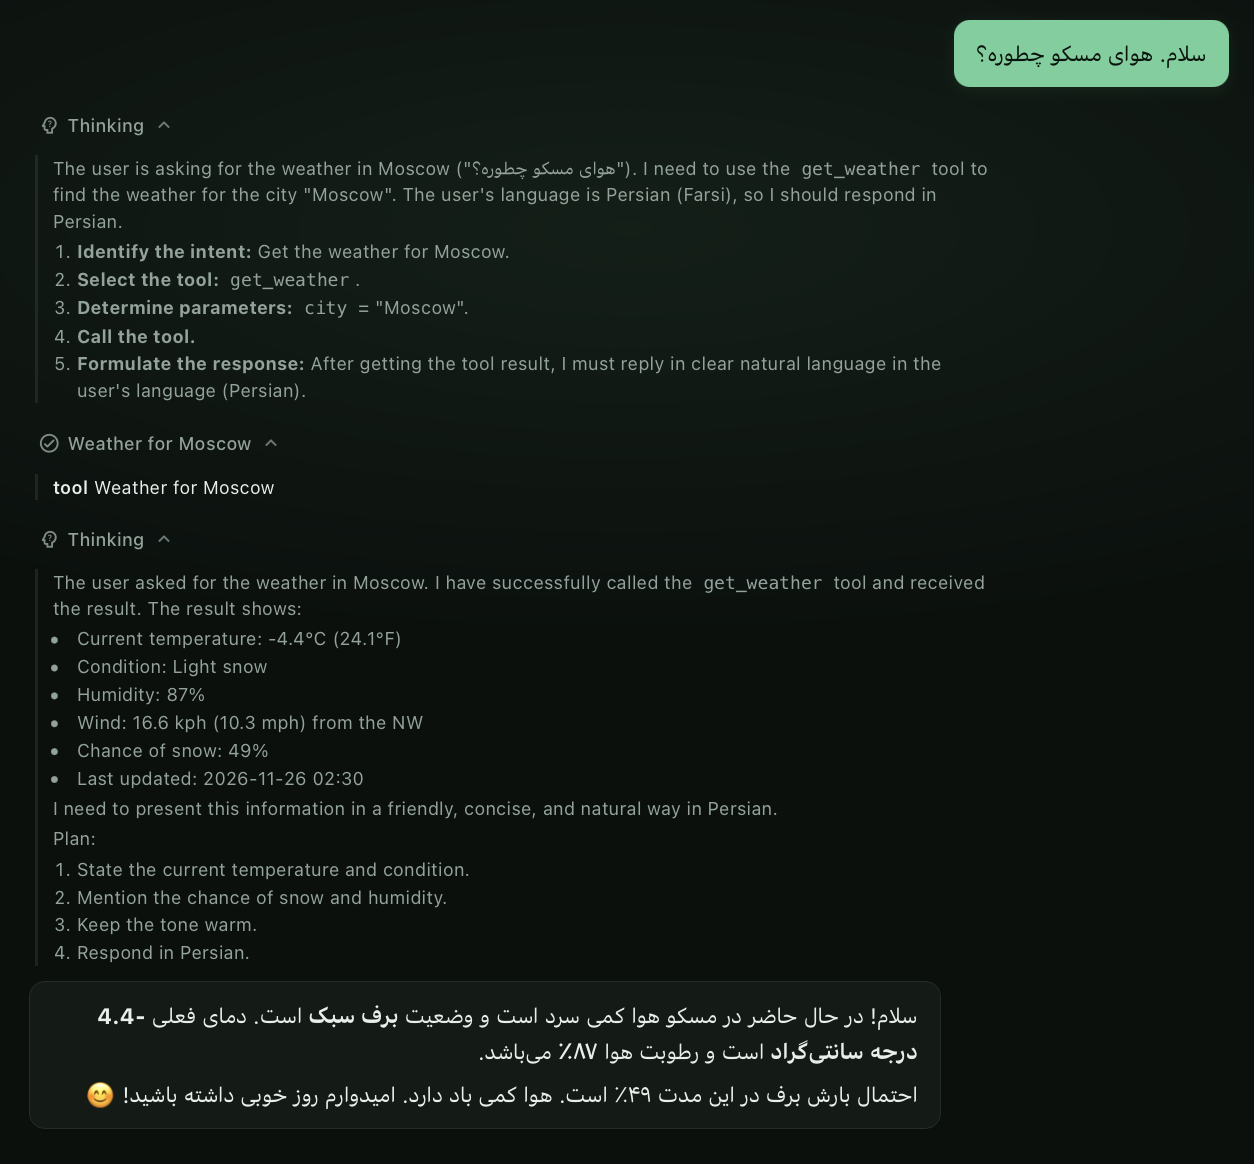 سلام. هوای مسکو چطوره؟
Thinking
The user is asking for the weather in Moscow ("هوای مسکو چطوره؟"). I need to use the get_weather tool to
find the weather for the city "Moscow". The user's language is Persian (Farsi), so I should respond in
Persian.
1. Identify the intent: Get the weather for Moscow.
2. Select the tool: get_weather.
3. Determine parameters: city = "Moscow".
4. Call the tool.
5. Formulate the response: After getting the tool result, I must reply in clear natural language in the
user's language (Persian).
Weather for Moscow
tool Weather for Moscow
Thinking
The user asked for the weather in Moscow. I have successfully called the get_weather tool and received
the result. The result shows:
• Current temperature: -4.4°C (24.1°F)
• Condition: Light snow
• Humidity: 87%
• Wind: 16.6 kph (10.3 mph) from the NW
• Chance of snow: 49%
• Last updated: 2026-11-26 02:30
I need to present this information in a friendly, concise, and natural way in Persian.
Plan:
1. State the current temperature and condition.
2. Mention the chance of snow and humidity.
3. Keep the tone warm.
4. Respond in Persian.
سلام! در حال حاضر در مسکو هوا کمی سرد است و وضعیت برف سبک است. دمای فعلی -4.4
درجه سانتی‌گراد است و رطوبت هوا ۸۷٪ می‌باشد.
احتمال بارش برف در این مدت ۴۹٪ است. هوا کمی باد دارد. امیدوارم روز خوبی داشته باشید! 😊